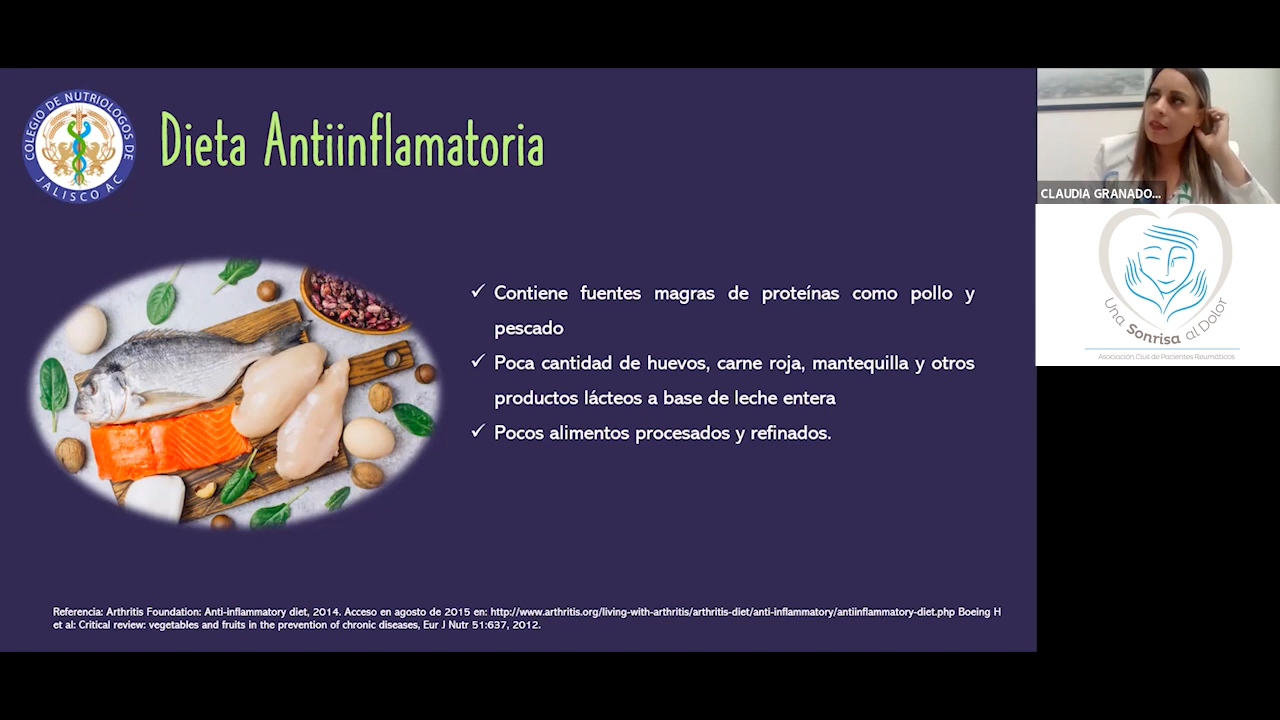 COLEGIO DE NUTRIOLOGOS DE
JALISCO AC
Dieta Antiinflamatoria
✓ Contiene fuentes magras de proteínas como pollo y
pescado
✓ Poca cantidad de huevos, carne roja, mantequilla y otros
productos lácteos a base de leche entera
✓ Pocos alimentos procesados y refinados.
Referencia: Arthritis Foundation: Anti-inflammatory diet, 2014. Acceso en agosto de 2015 en: http://www.arthritis.org/living-with-arthritis/arthritis-diet/anti-inflammatory/antiinflammatory-diet.php Boeing H
et al: Critical review: vegetables and fruits in the prevention of chronic diseases, Eur J Nutr 51:637, 2012.
CLAUDIA GRANADO...
Una Sonrisa al Dolor
Asociación Civil de Pacientes Reumáticos